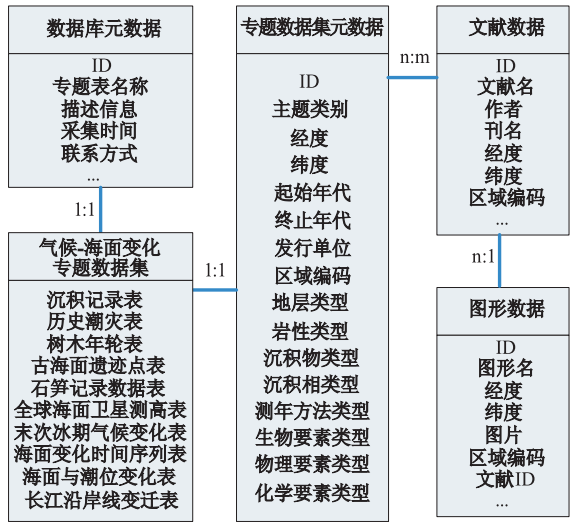 数据库元数据
ID
专题表名称
描述信息
采集时间
联系方式
...
1:1
气候-海面变化
专题数据集
沉积记录表
历史潮灾表
树木年轮表
古海面遗迹点表
石笋记录数据表
全球海面卫星测高表
末次冰期气候变化表
海面变化时间序列表
海面与潮位变化表
长江沿岸线变迁表
1:1
专题数据集元数据
ID
主题类别
经度
纬度
起始年代
终止年代
发行单位
区域编码
地层类型
岩性类型
沉积物类型
沉积相类型
测年方法类型
生物要素类型
物理要素类型
化学要素类型
n:m
文献数据
ID
文献名
作者
刊名
经度
纬度
区域编码
...
n:1
图形数据
ID
图形名
经度
纬度
图片
区域编码
文献ID
...